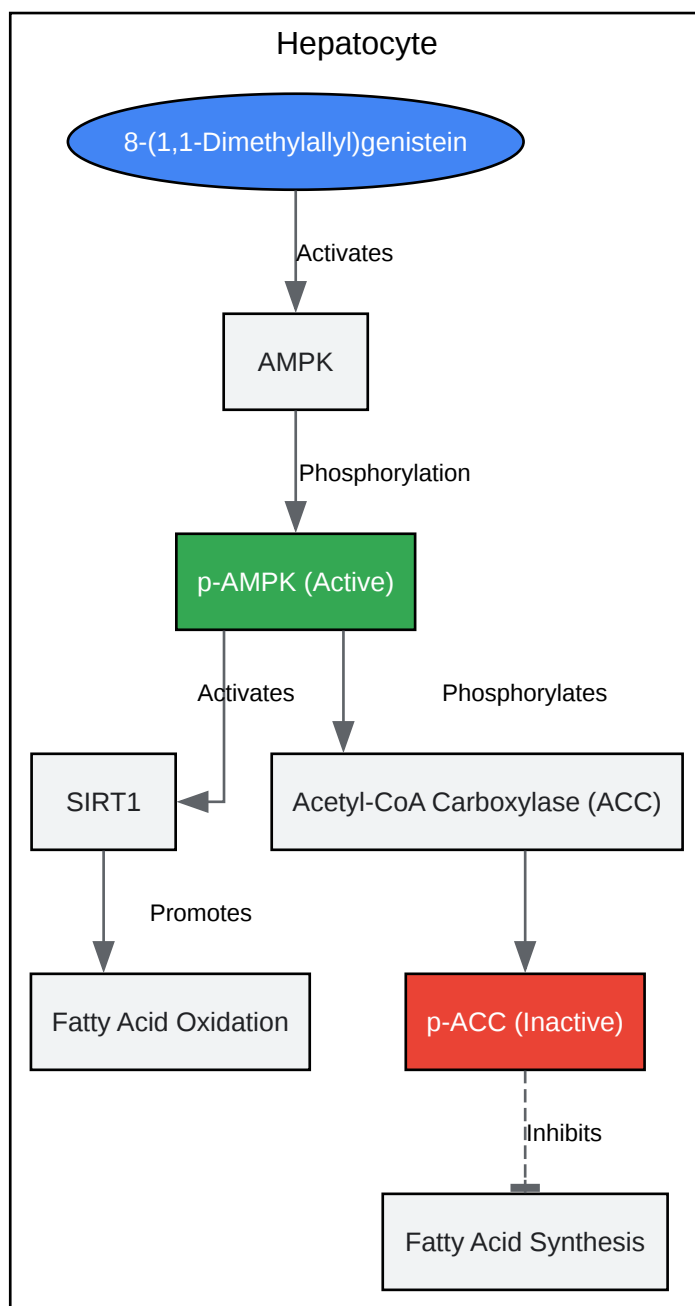 Hepatocyte
8-(1,1-Dimethylallyl)genistein
Activates
AMPK
Phosphorylation
p-AMPK (Active)
Activates
Phosphorylates
SIRT1
Acetyl-CoA Carboxylase (ACC)
Promotes
Fatty Acid Oxidation
p-ACC (Inactive)
Inhibits
Fatty Acid Synthesis